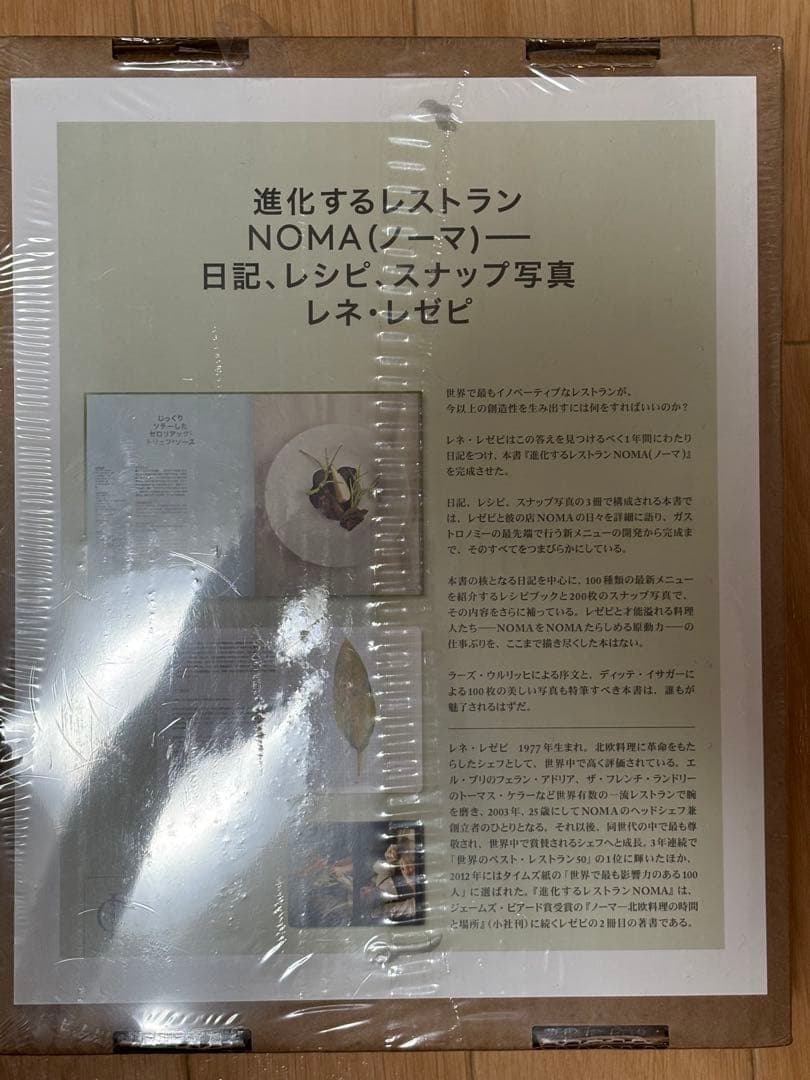 進化するレストラン
NOMA(ノーマ)―
日記、レシピ、スナップ写真
レネ・レゼピ
じっくり
ソテーした
セロリアックと
トリュフ・ソース
世界で最もイノベーティブなレストランが、
今以上の創造性を生み出すには何をすればいいのか?
レネ・レゼピはこの答えを見つけるべく1年間にわたり
日記をつけ、本書『進化するレストランNOMA(ノーマ)』
を完成させた。
日記、レシピ、スナップ写真の3冊で構成される本書で
は、レゼピと彼の店NOMAの日々を詳細に語り、ガス
トロノミーの最先端で行う新メニューの開発から完成ま
で、そのすべてをつまびらかにしている。
本書の核となる日記を中心に、100種類の最新メニュー
を紹介するレシピブックと200枚のスナップ写真で、
その内容をさらに補っている。レゼピと才能溢れる料理
人たち――NOMAをNOMAたらしめる原動力――の
仕事ぶりを、ここまで描き尽くした本はない。
ラーズ・ウルリッヒによる序文と、ディッテ・イサガーに
よる100枚の美しい写真も特筆すべき本書は、誰もが
魅了されるはずだ。
レネ・レゼピ 1977年生まれ。北欧料理に革命をもた
らしたシェフとして、世界中で高く評価されている。エ
ル・ブリのフェラン・アドリア、ザ・フレンチ・ランドリー
のトーマス・ケラーなど世界有数の一流レストランで腕
を磨き、2003年、25歳にしてNOMAのヘッドシェフ兼
創立者のひとりとなる。それ以後、同世代の中で最も尊
敬され、世界中で賞賛されるシェフへと成長。3年連続で
「世界のベスト・レストラン50」の1位に輝いたほか、
2012年にはタイムズ紙の「世界で最も影響力のある100
人」に選ばれた。『進化するレストランNOMA』は、
ジェームズ・ビアード賞受賞の『ノーマ―北欧料理の時間
と場所』(小社刊)に続くレゼピの2冊目の著書である。